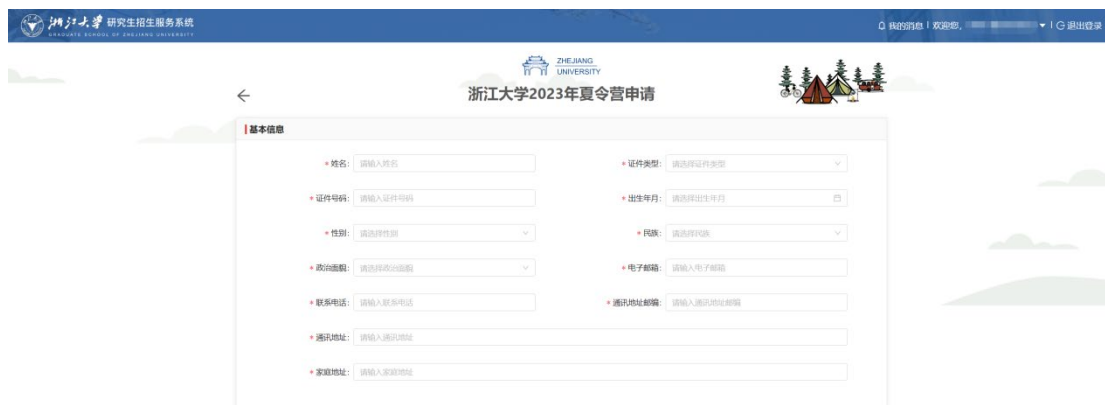 浙江大学 研究生招生服务系统
GRADUATE SCHOOL OF ZHEJIANG UNIVERSITY
我的消息 | 欢迎您, | 退出登录
ZHEJIANG
UNIVERSITY
浙江大学2023年夏令营申请
基本信息
* 姓名: 请输入姓名 * 证件类型: 请选择证件类型
* 证件号码: 请输入证件号码 * 出生年月: 请选择出生年月
* 性别: 请选择性别 * 民族: 请选择民族
* 政治面貌: 请选择政治面貌 * 电子邮箱: 请输入电子邮箱
* 联系电话: 请输入联系电话 * 通讯地址邮编: 请输入通讯地址邮编
* 通讯地址: 请输入通讯地址
* 家庭地址: 请输入家庭地址